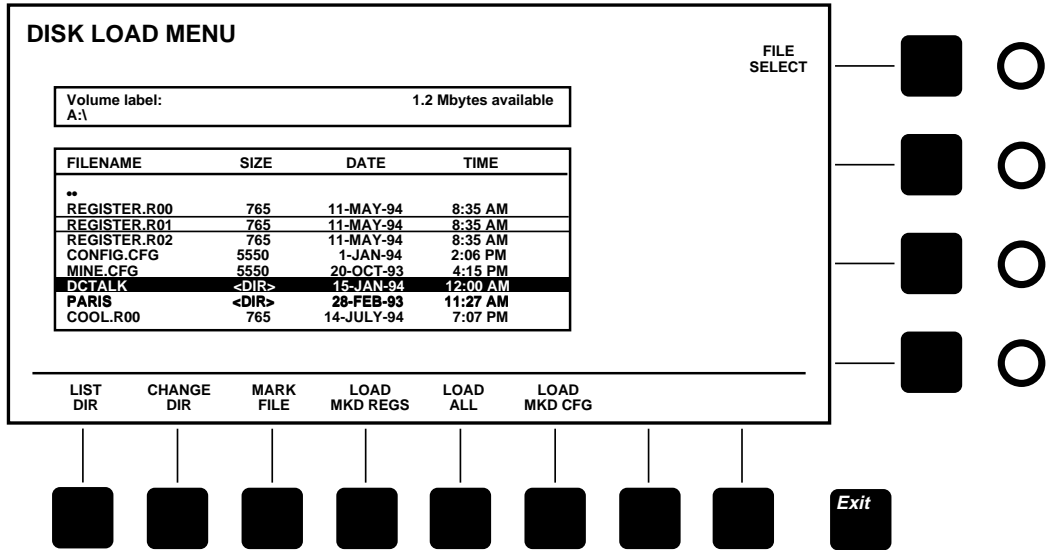 DISK LOAD MENU
FILE
SELECT
Volume label: 1.2 Mbytes available
A:\
FILENAME SIZE DATE TIME
..
REGISTER.R00 765 11-MAY-94 8:35 AM
REGISTER.R01 765 11-MAY-94 8:35 AM
REGISTER.R02 765 11-MAY-94 8:35 AM
CONFIG.CFG 5550 1-JAN-94 2:06 PM
MINE.CFG 5550 20-OCT-93 4:15 PM
DCTALK <DIR> 15-JAN-94 12:00 AM
PARIS <DIR> 28-FEB-93 11:27 AM
COOL.R00 765 14-JULY-94 7:07 PM
LIST CHANGE MARK LOAD LOAD LOAD
DIR DIR FILE MKD REGS ALL MKD CFG
Exit